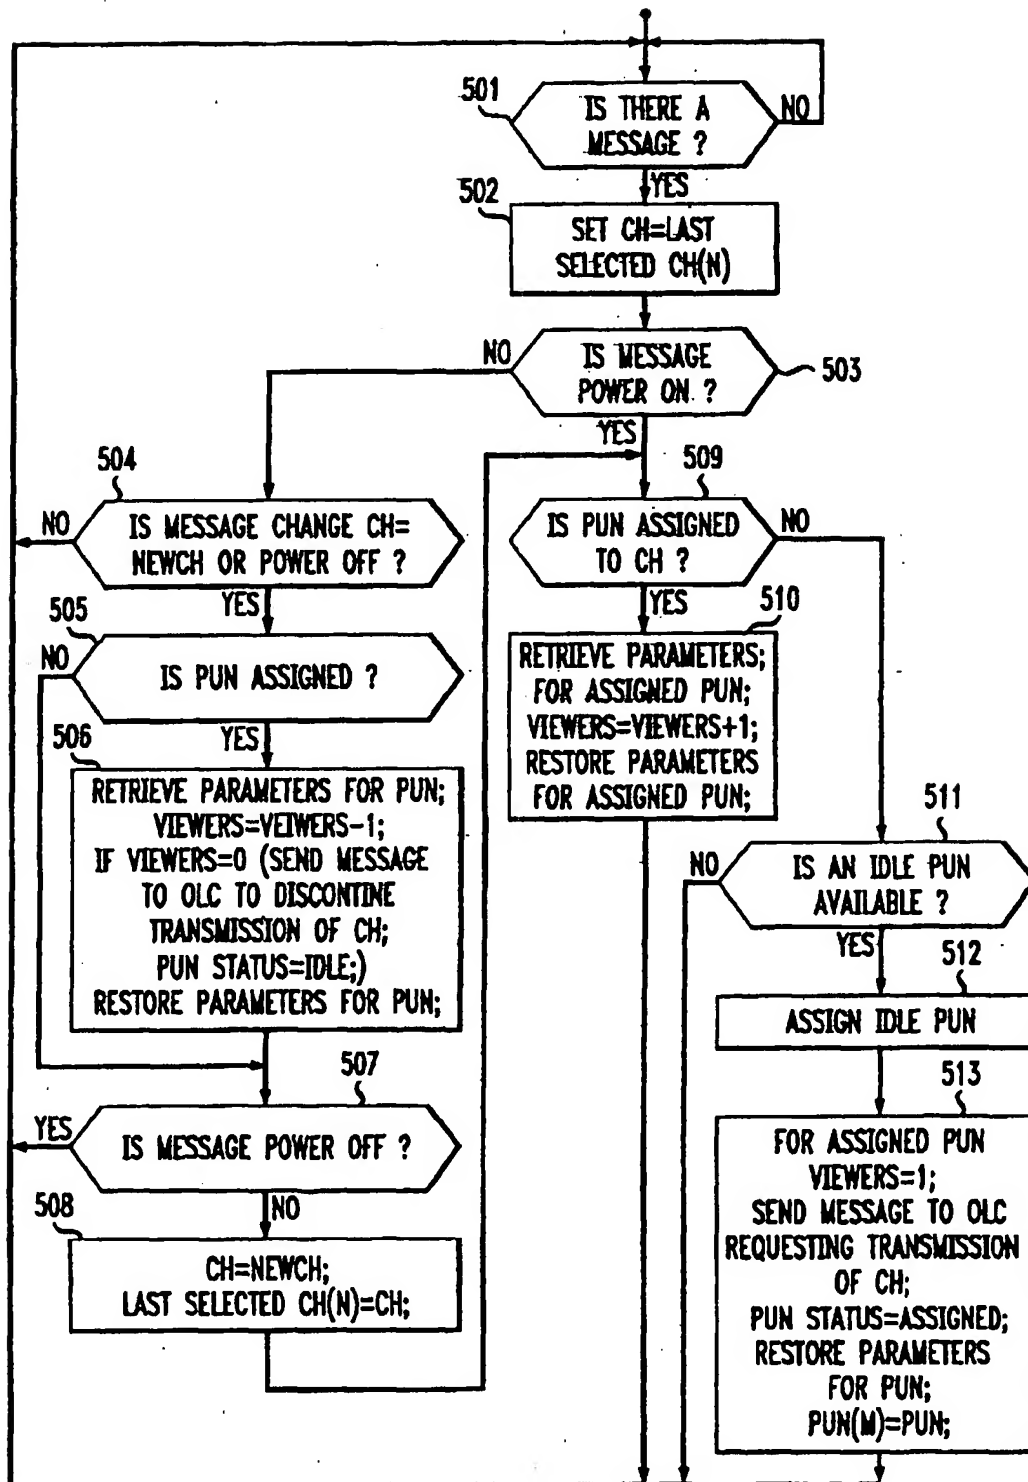 501
IS THERE A
MESSAGE ?
NO
YES
502
SET CH=LAST
SELECTED CH(N)
NO
IS MESSAGE
POWER ON ?
503
YES
504
NO
IS MESSAGE CHANGE CH=
NEWCH OR POWER OFF ?
YES
509
IS PUN ASSIGNED
TO CH ?
NO
YES
505
NO
IS PUN ASSIGNED ?
YES
510
RETRIEVE PARAMETERS;
FOR ASSIGNED PUN;
VIEWERS=VIEWERS+1;
RESTORE PARAMETERS
FOR ASSIGNED PUN;
506
RETRIEVE PARAMETERS FOR PUN;
VIEWERS=VEIWERS-1;
IF VIEWERS=0 (SEND MESSAGE
TO OLC TO DISCONTINE
TRANSMISSION OF CH;
PUN STATUS=IDLE;)
RESTORE PARAMETERS FOR PUN;
511
NO
IS AN IDLE PUN
AVAILABLE ?
YES
512
ASSIGN IDLE PUN
507
YES
IS MESSAGE POWER OFF ?
NO
508
CH=NEWCH;
LAST SELECTED CH(N)=CH;
513
FOR ASSIGNED PUN
VIEWERS=1;
SEND MESSAGE TO OLC
REQUESTING TRANSMISSION
OF CH;
PUN STATUS=ASSIGNED;
RESTORE PARAMETERS
FOR PUN;
PUN(M)=PUN;